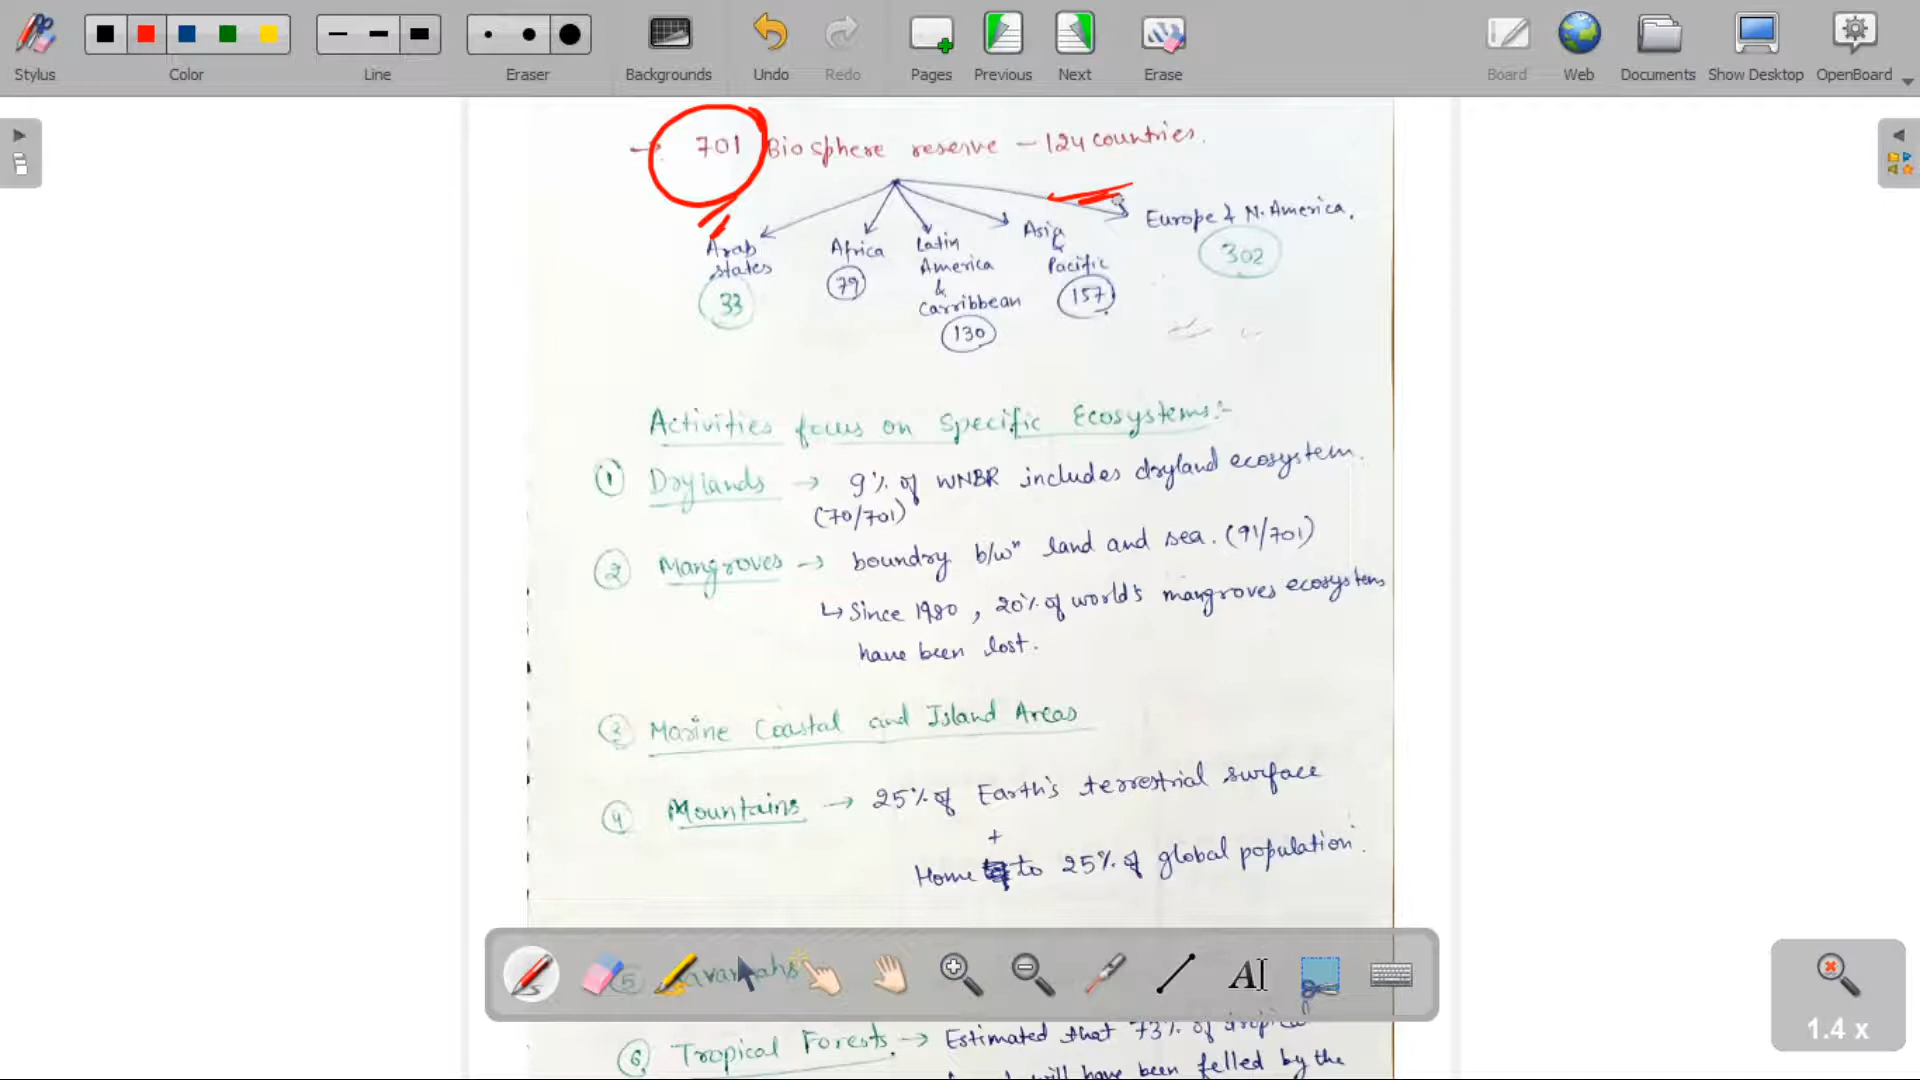 Stylus
Color
Line
Eraser
Backgrounds
Undo
Redo
Pages
Previous
Next
Erase
Board
Web
Documents
Show Desktop
OpenBoard
→ 701 Biosphere reserve – 124 countries.
Arab states 33
Africa 79
Latin America & Carribbean 130
Asia & Pacific 157
Europe & N. America. 302
Activities focus on Specific Ecosystems:-
① Drylands → 9% of WNBR includes dryland ecosystem.
(70/701)
② Mangroves → boundry b/wn land and sea. (91/701)
↳ Since 1980, 20% of world's mangroves ecosystems
have been lost.
③ Marine Coastal and Island Areas
④ Mountains → 25% of Earth's terrestrial surface
+
Home to 25% of global population.
⑥ Tropical Forests. → Estimated that 73% of
will have been felled by the
1.4 x